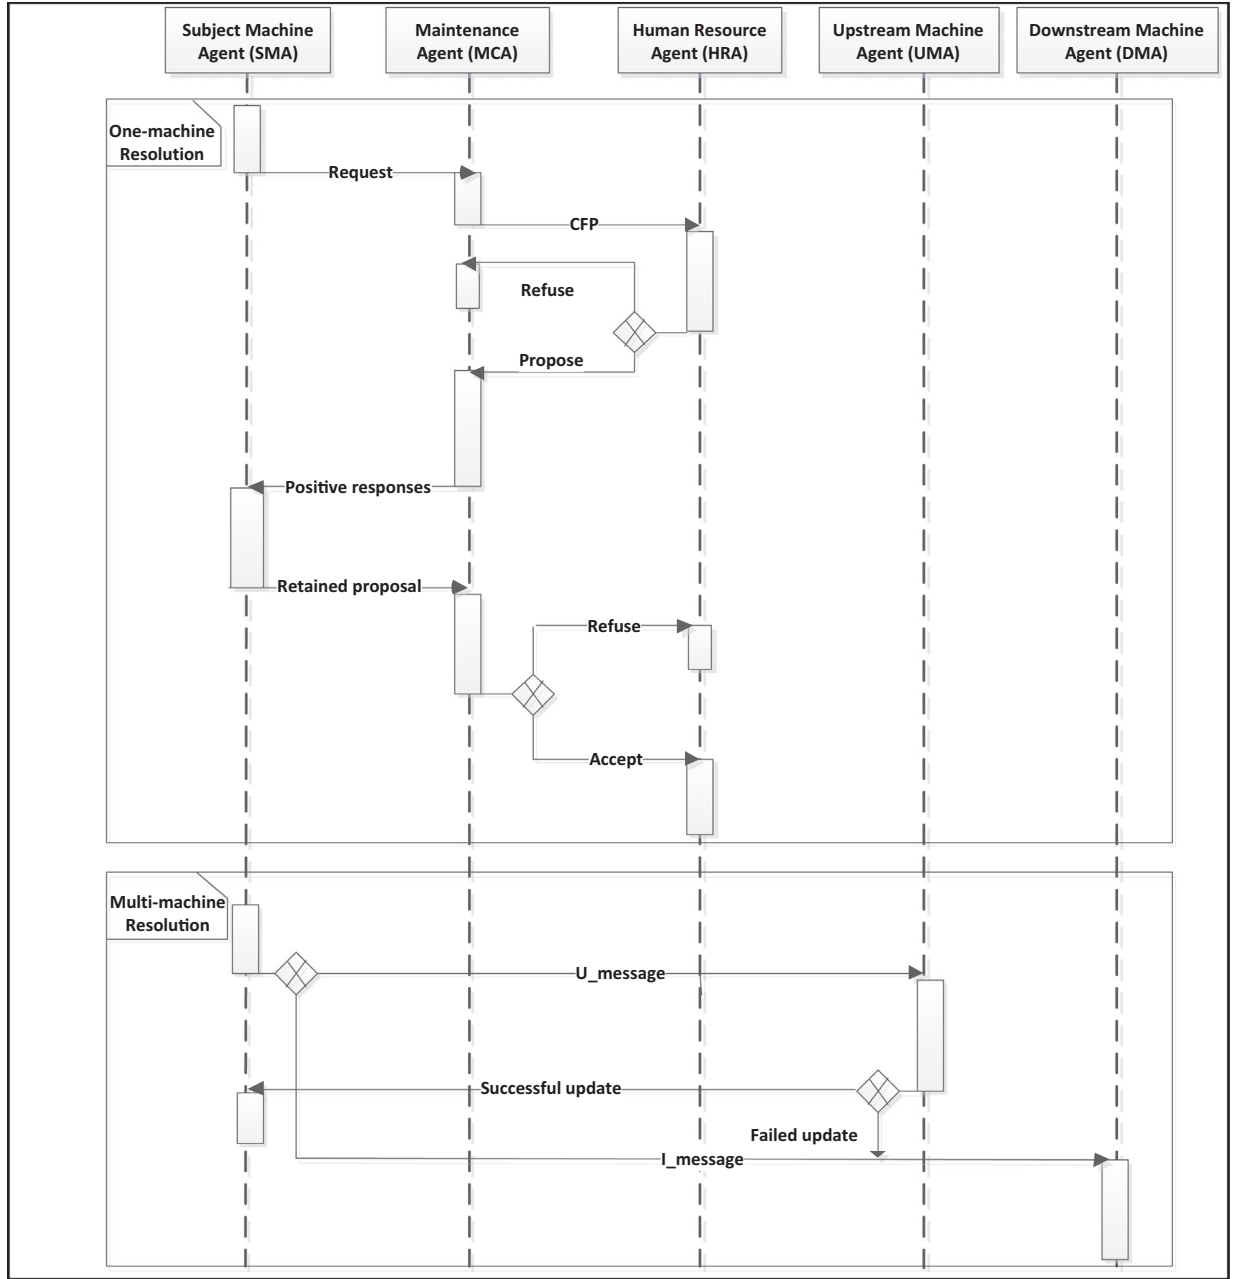 Subject Machine
Agent (SMA)
Maintenance
Agent (MCA)
Human Resource
Agent (HRA)
Upstream Machine
Agent (UMA)
Downstream Machine
Agent (DMA)
One-machine
Resolution
Request
CFP
Refuse
Propose
Positive responses
Retained proposal
Refuse
Accept
Multi-machine
Resolution
U_message
Successful update
Failed update
I_message